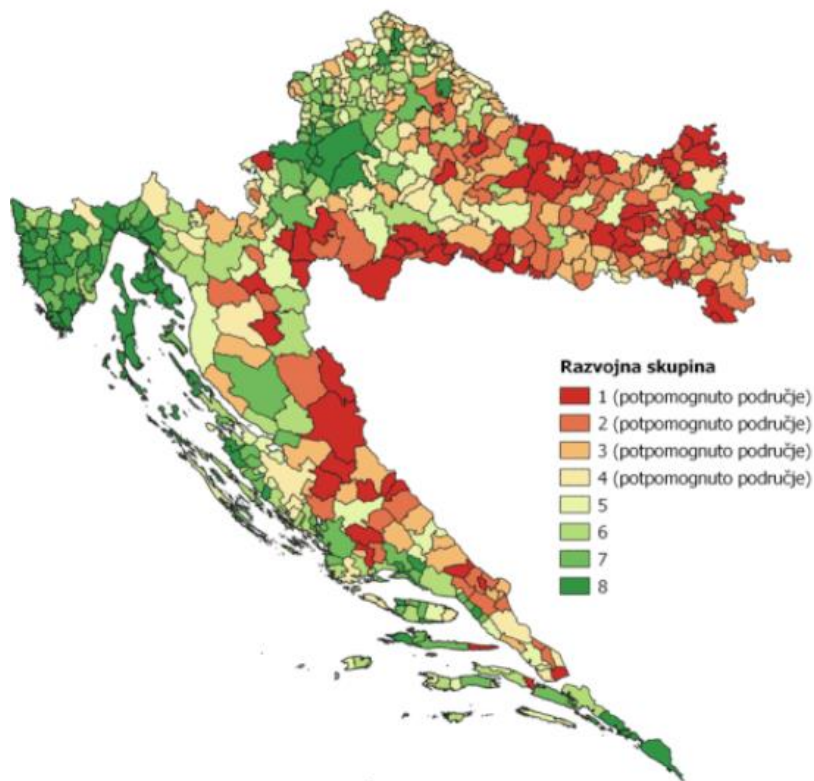 Razvojna skupina
1 (potpomognuto područje)
2 (potpomognuto područje)
3 (potpomognuto područje)
4 (potpomognuto područje)
5
6
7
8